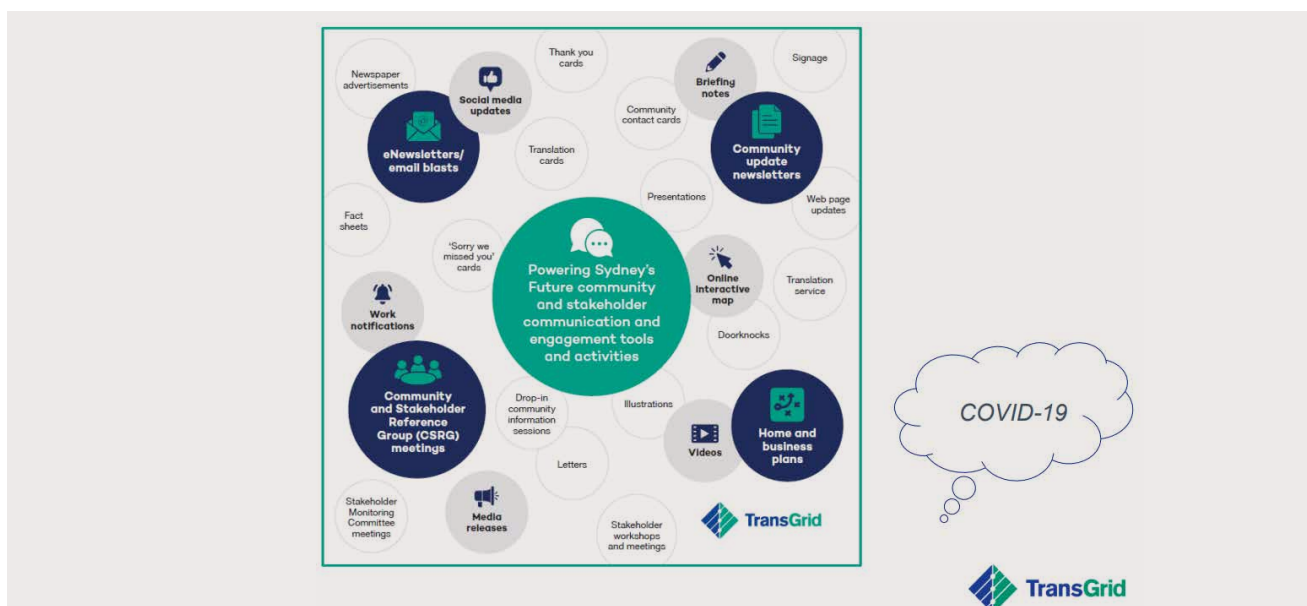 Thank you
cards
Signage
Newspaper
advertisements
Social media
updates
Briefing
notes
Community
contact cards
eNewsletters/
email blasts
Translation
cards
Community
update
newsletters
Presentations
Web page
updates
Fact
sheets
'Sorry we
missed you'
cards
Powering Sydney's
Future community
and stakeholder
communication and
engagement tools
and activities
Online
interactive
map
Translation
service
Work
notifications
Doorknocks
Community
and Stakeholder
Reference
Group (CSRG)
meetings
Drop-in
community
information
sessions
Illustrations
Videos
Home and
business
plans
COVID-19
Letters
Stakeholder
Monitoring
Committee
meetings
Media
releases
Stakeholder
workshops
and meetings
TransGrid
TransGrid